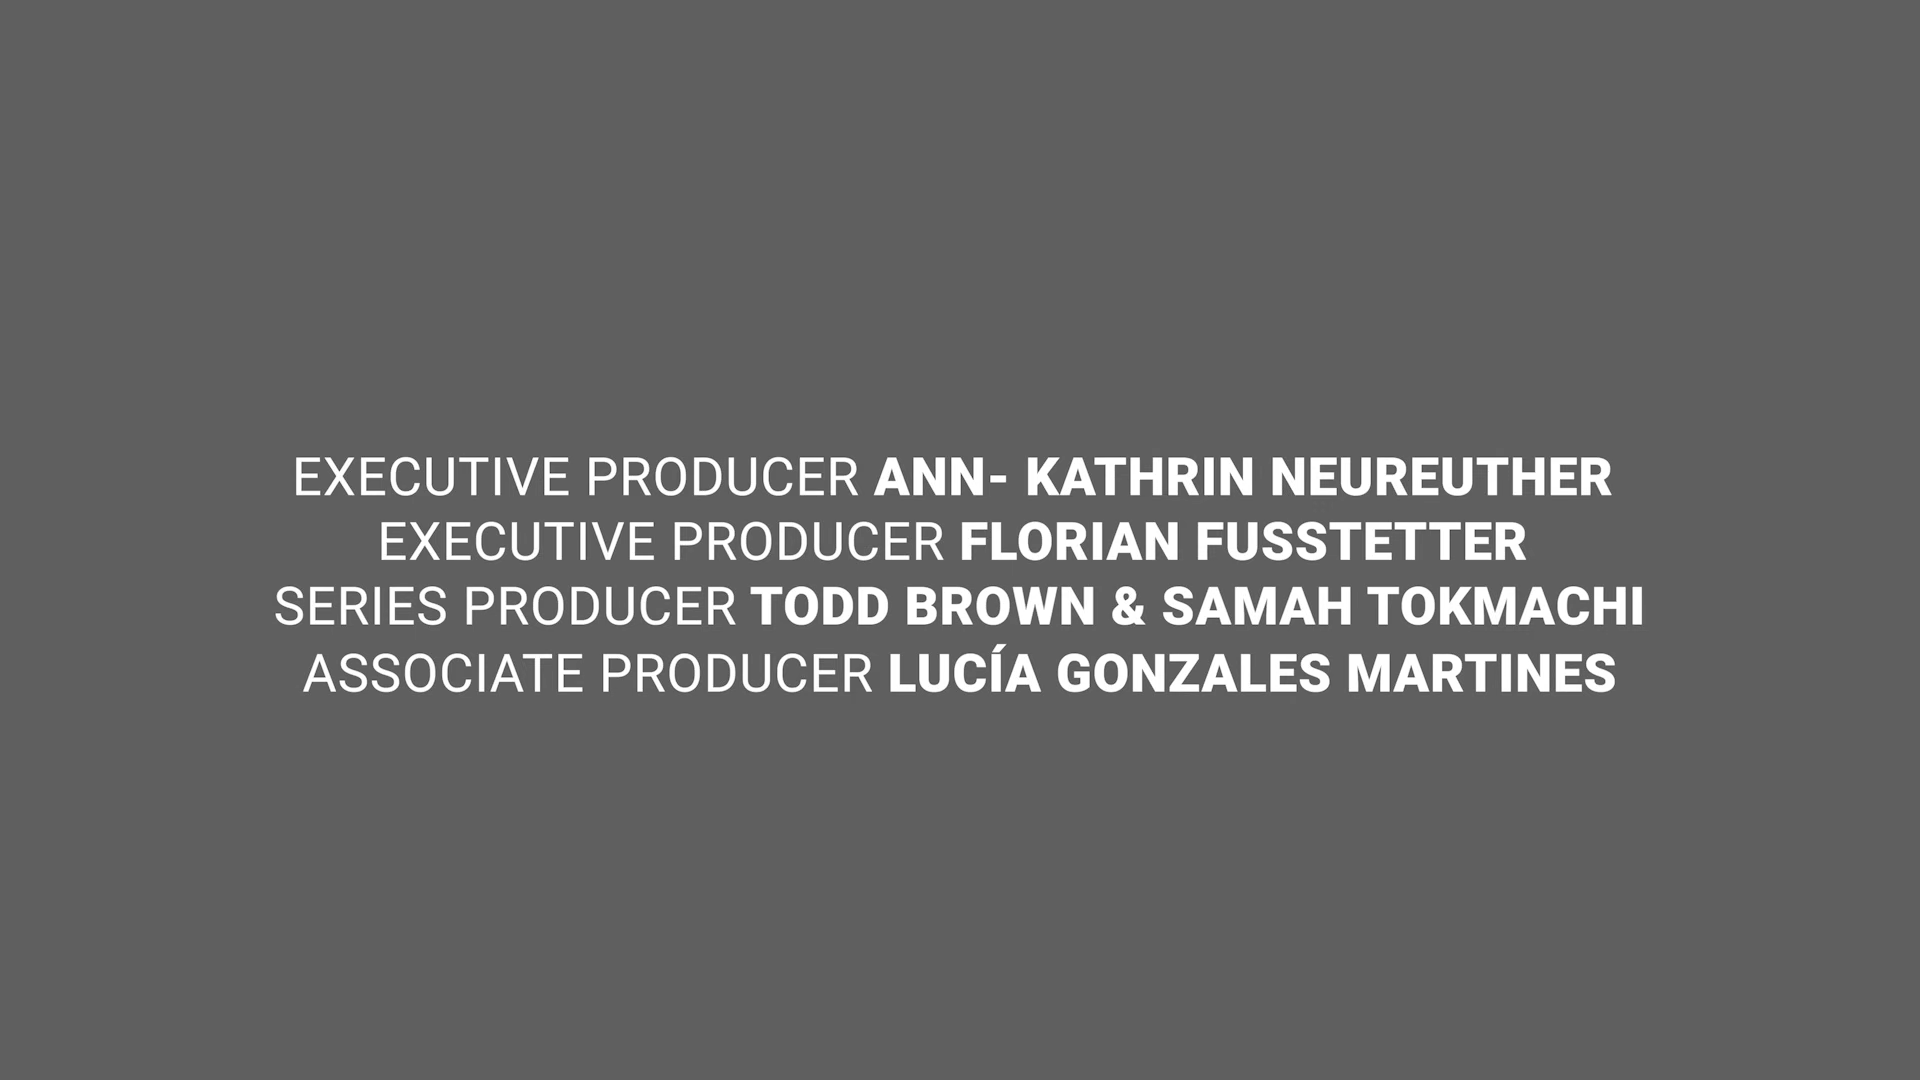 EXECUTIVE PRODUCER ANN- KATHRIN NEUREUTHER
EXECUTIVE PRODUCER FLORIAN FUSSTETTER
SERIES PRODUCER TODD BROWN & SAMAH TOKMACHI
ASSOCIATE PRODUCER LUCÍA GONZALES MARTINES